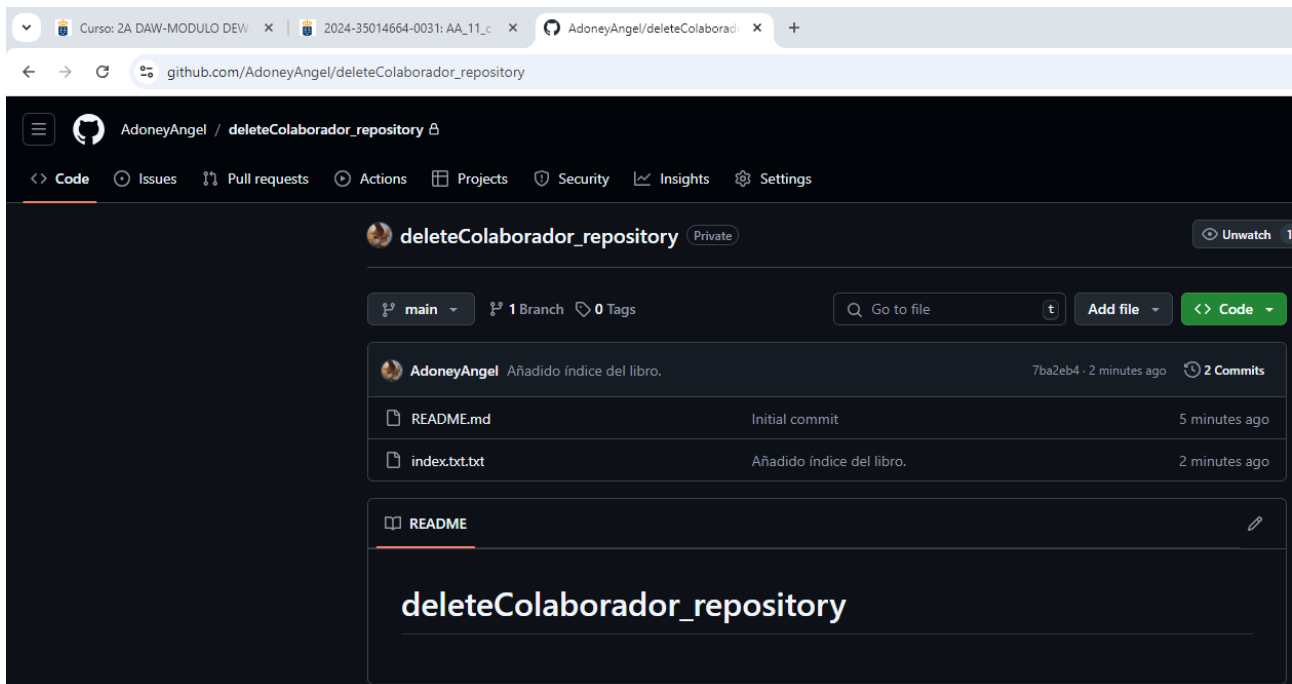 Curso: 2A DAW-MODULO DEW
2024-35014664-0031: AA_11_c
AdoneyAngel/deleteColaborado
github.com/AdoneyAngel/deleteColaborador_repository
AdoneyAngel / deleteColaborador_repository
Code Issues Pull requests Actions Projects Security Insights Settings
deleteColaborador_repository Private Unwatch 1
main 1 Branch 0 Tags Go to file t Add file Code
AdoneyAngel Añadido índice del libro. 7ba2eb4 · 2 minutes ago 2 Commits
README.md Initial commit 5 minutes ago
index.txt.txt Añadido índice del libro. 2 minutes ago
README
deleteColaborador_repository